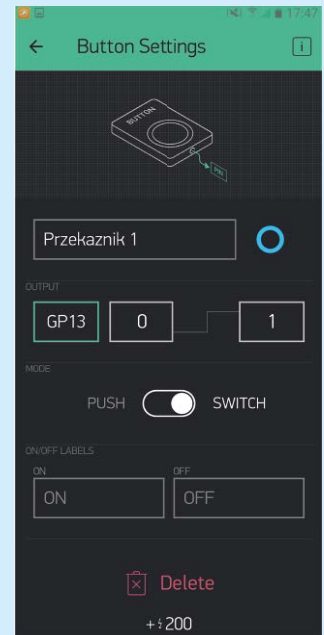 17:47
Button Settings
i
BUTTON
PIN
Przekaznik 1
OUTPUT
GP13 0 1
MODE
PUSH SWITCH
ON/OFF LABELS
ON OFF
ON OFF
Delete
+200